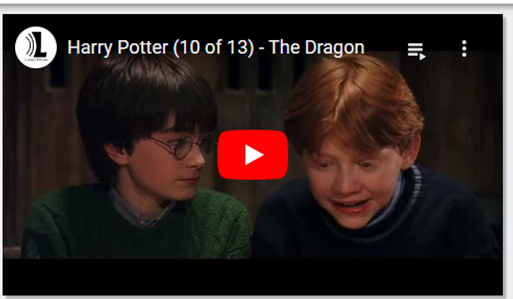 Harry Potter (10 of 13) - The Dragon